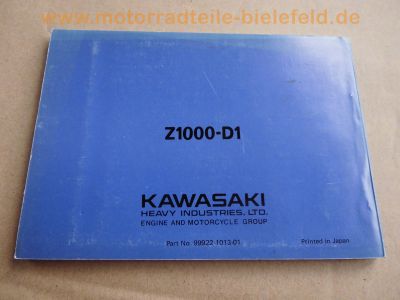 www.motorradteile-bielefeld.de
Z1000-D1
KAWASAKI
HEAVY INDUSTRIES, LTD.
ENGINE AND MOTORCYCLE GROUP
Part No. 99922-1013-01 Printed in Japan